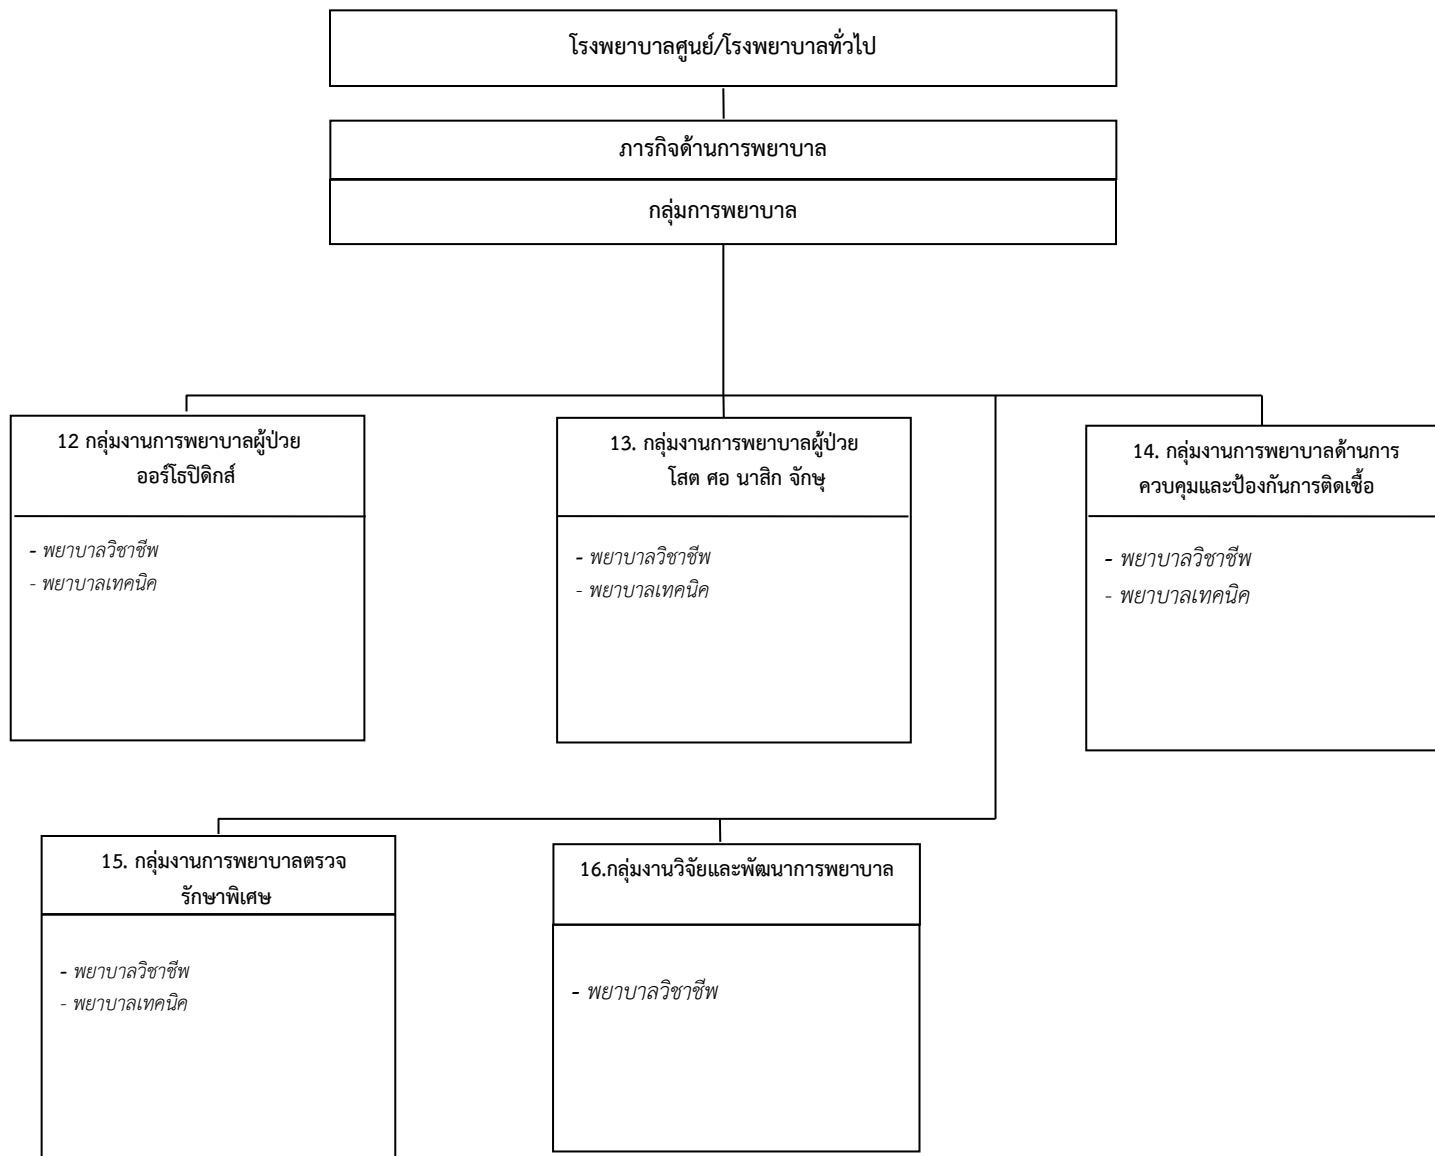 โรงพยาบาลศูนย์/โรงพยาบาลทั่วไป
ภารกิจด้านการพยาบาล
กลุ่มการพยาบาล
12 กลุ่มงานการพยาบาลผู้ป่วย
ออร์โธปิดิกส์
- พยาบาลวิชาชีพ
- พยาบาลเทคนิค
13. กลุ่มงานการพยาบาลผู้ป่วย
โสต ศอ นาสิก จักษุ
- พยาบาลวิชาชีพ
- พยาบาลเทคนิค
14. กลุ่มงานการพยาบาลด้านการ
ควบคุมและป้องกันการติดเชื้อ
- พยาบาลวิชาชีพ
- พยาบาลเทคนิค
15. กลุ่มงานการพยาบาลตรวจ
รักษาพิเศษ
- พยาบาลวิชาชีพ
- พยาบาลเทคนิค
16.กลุ่มงานวิจัยและพัฒนาการพยาบาล
- พยาบาลวิชาชีพ